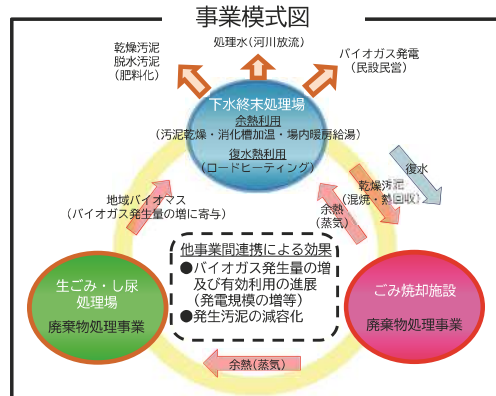 事業模式図
乾燥汚泥
脱水汚泥
(肥料化)
処理水(河川放流)
バイオガス発電
(民設民営)
下水終末処理場
余熱利用
(汚泥乾燥・消化槽加温・場内暖房給湯)
復水熱利用
(ロードヒーティング)
復水
乾燥汚泥
(混焼・熱回収)
地域バイオマス
(バイオガス発生量の増に寄与)
余熱
(蒸気)
他事業間連携による効果
●バイオガス発生量の増
及び有効利用の進展
(発電規模の増等)
●発生汚泥の減容化
生ごみ・し尿
処理場
廃棄物処理事業
ごみ焼却施設
廃棄物処理事業
余熱(蒸気)